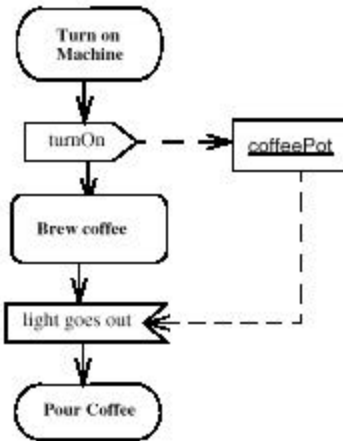 Turn on
Machine
turnOn
coffeePot
Brew coffee
light goes out
Pour Coffee